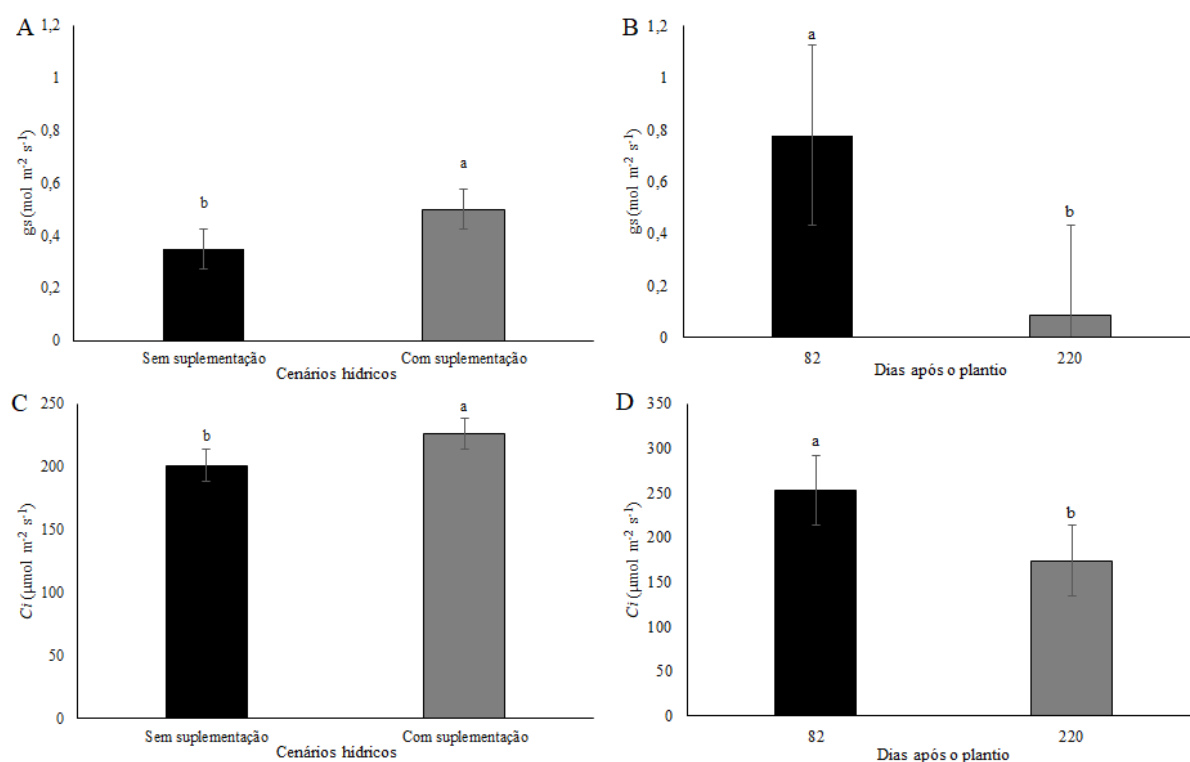 A
gs (mol m⁻² s⁻¹)
1,2
1
0,8
0,6
0,4
0,2
0
b
a
Sem suplementação
Com suplementação
Cenários hídricos
B
gs (mol m⁻² s⁻¹)
1,2
1
0,8
0,6
0,4
0,2
0
a
b
82
220
Dias após o plantio
C
Ci (µmol m⁻² s⁻¹)
250
200
150
100
50
0
b
a
Sem suplementação
Com suplementação
Cenários hídricos
D
Ci (µmol m⁻² s⁻¹)
350
300
250
200
150
100
50
0
a
b
82
220
Dias após o plantio